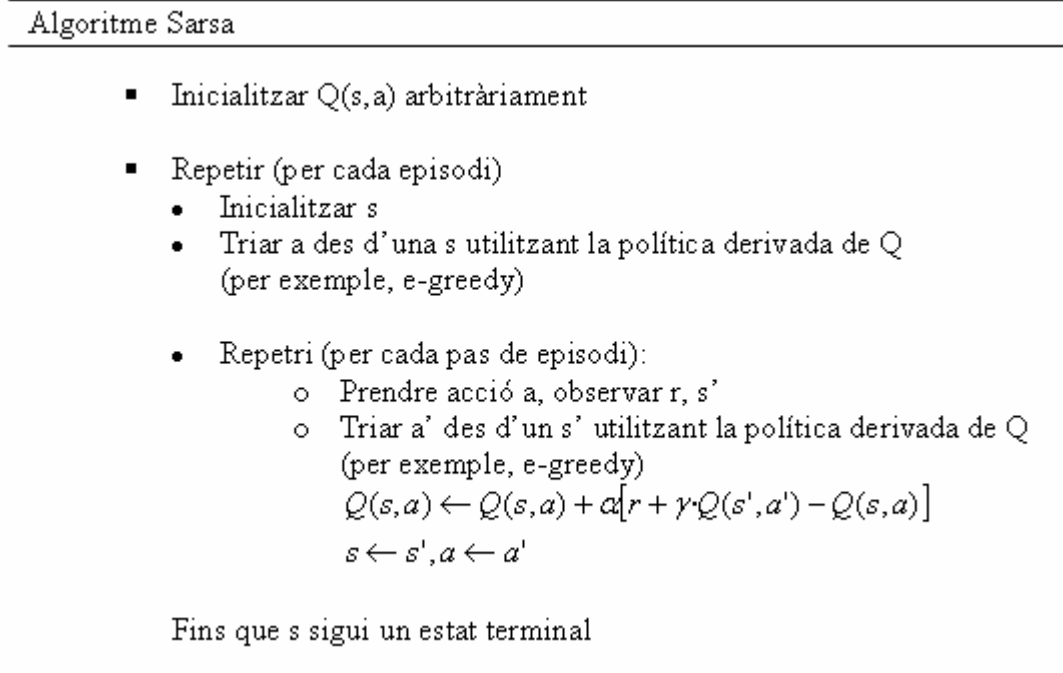 Algoritme Sarsa
▪ Inicialitzar Q(s,a) arbitràriament
▪ Repetir (per cada episodi)
• Inicialitzar s
• Triar a des d'una s utilitzant la política derivada de Q
(per exemple, e-greedy)
• Repetri (per cada pas de episodi):
o Prendre acció a, observar r, s'
o Triar a' des d'un s' utilitzant la política derivada de Q
(per exemple, e-greedy)
Q(s,a) ← Q(s,a) + α[r + γ·Q(s',a') − Q(s,a)]
s ← s', a ← a'
Fins que s sigui un estat terminal